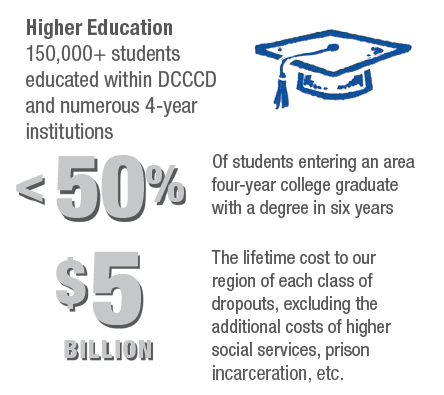 Higher Education
150,000+ students
educated within DCCCD
and numerous 4-year
institutions
< 50%
Of students entering an area
four-year college graduate
with a degree in six years
$5
BILLION
The lifetime cost to our
region of each class of
dropouts, excluding the
additional costs of higher
social services, prison
incarceration, etc.